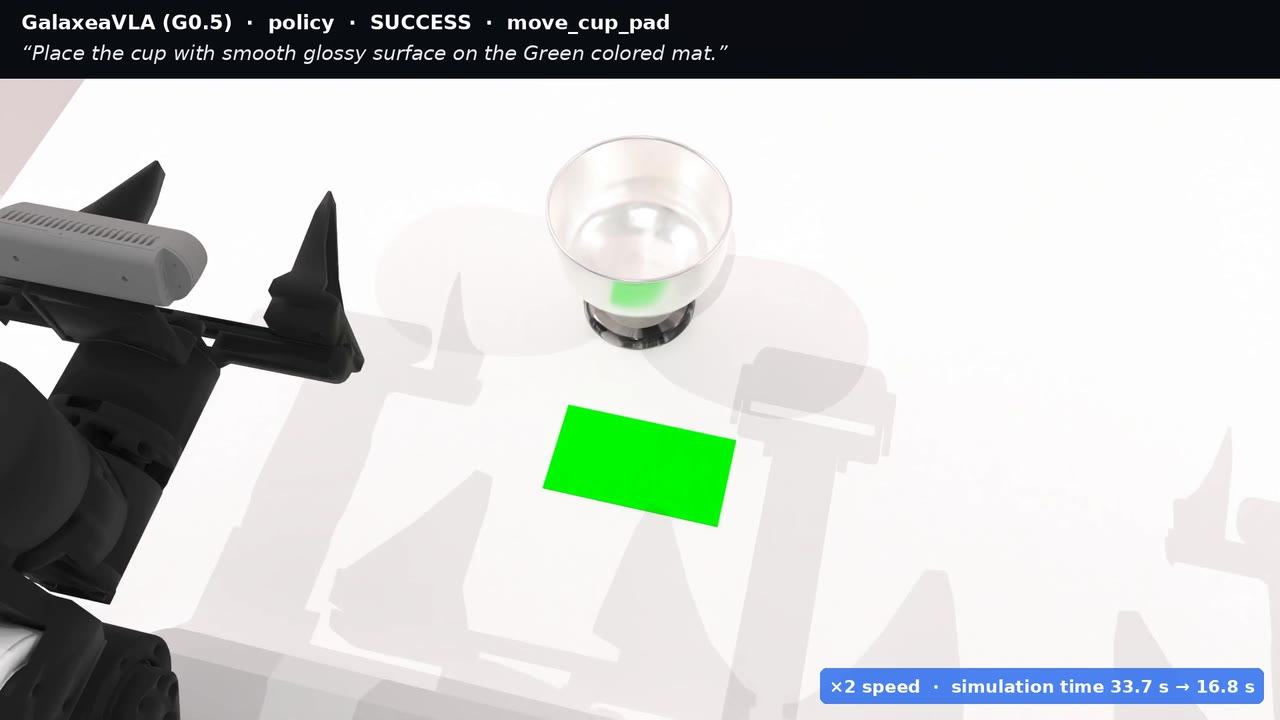 GalaxeaVLA (G0.5)  ·  policy  ·  SUCCESS  ·  move_cup_pad
“Place the cup with smooth glossy surface on the Green colored mat.”
×2 speed  ·  simulation time 33.7 s → 16.8 s